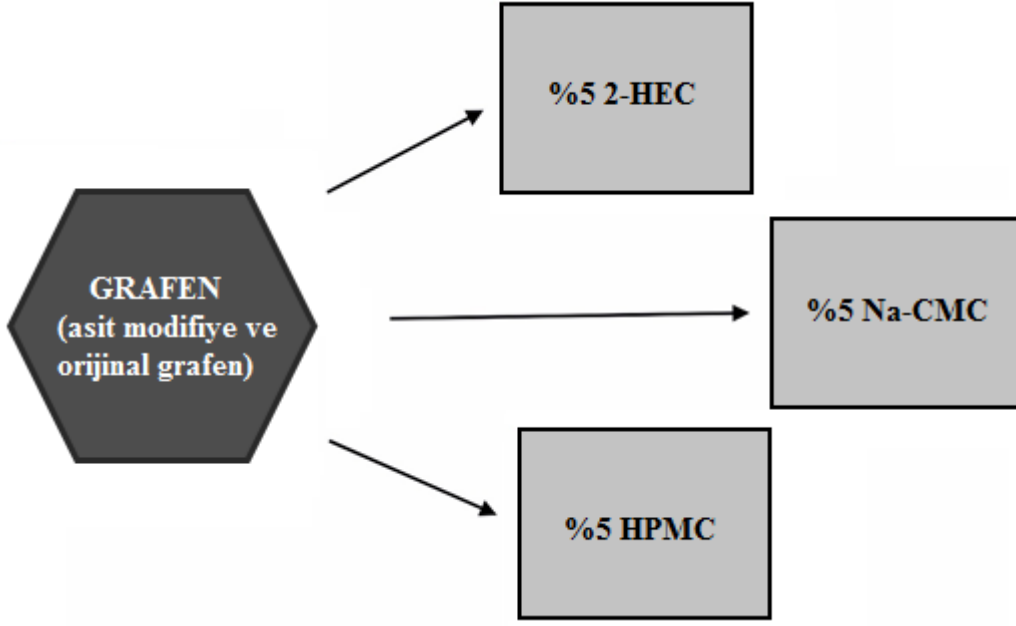 %5 2-HEC
GRAFEN
(asit modifiye ve
orijinal grafen)
%5 Na-CMC
%5 HPMC